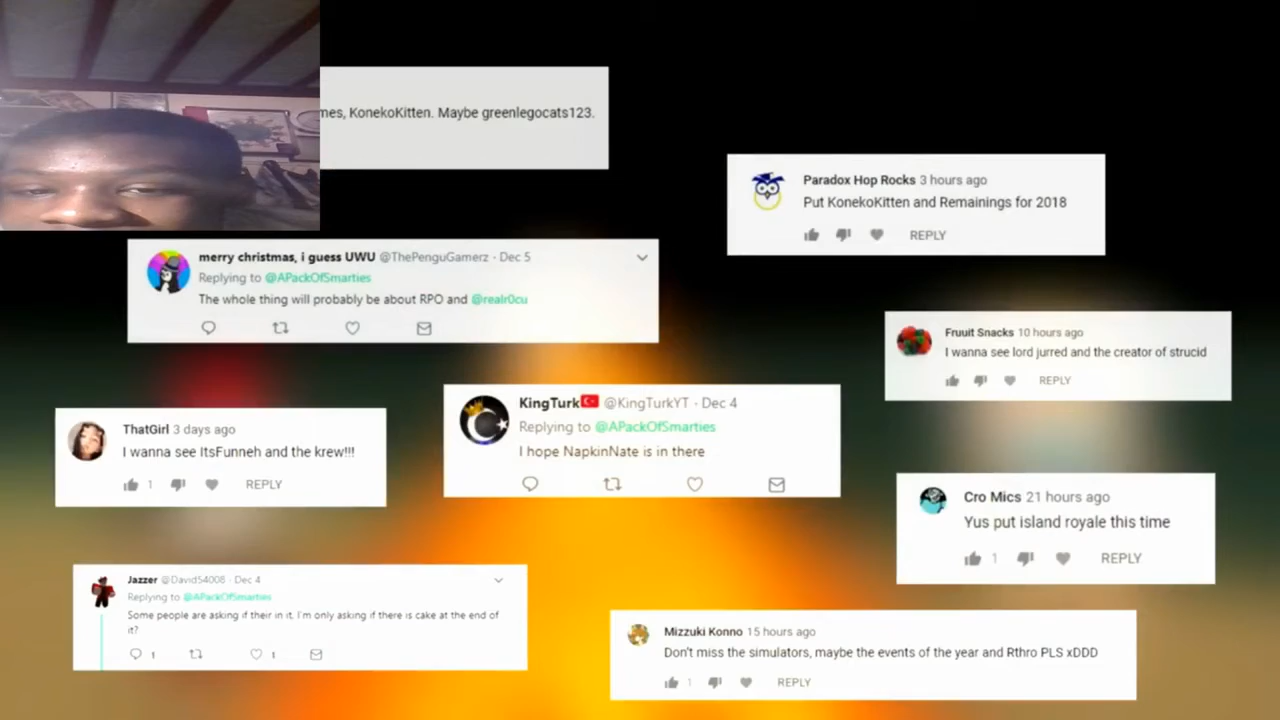 mes, KonekoKitten. Maybe greenlegocats123.
Paradox Hop Rocks 3 hours ago
Put KonekoKitten and Remainings for 2018
REPLY
merry christmas, i guess UWU @ThePenguGamerz · Dec 5
Replying to @APackOfSmarties
The whole thing will probably be about RPO and @realr0cu
Fruuit Snacks 10 hours ago
I wanna see lord jurred and the creator of strucid
REPLY
KingTurk @KingTurkYT · Dec 4
Replying to @APackOfSmarties
I hope NapkinNate is in there
ThatGirl 3 days ago
I wanna see ItsFunneh and the krew!!!
1 REPLY
Cro Mics 21 hours ago
Yus put island royale this time
1 REPLY
Jazzer @David54008 · Dec 4
Replying to @APackOfSmarties
Some people are asking if their in it, I'm only asking if there is cake at the end of
it?
1 1
Mizzuki Konno 15 hours ago
Don't miss the simulators, maybe the events of the year and Rthro PLS xDDD
1 REPLY